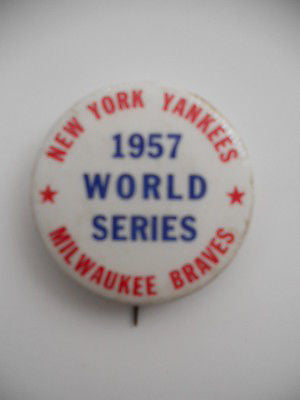 NEW YORK YANKEES
1957
WORLD
SERIES
MILWAUKEE BRAVES